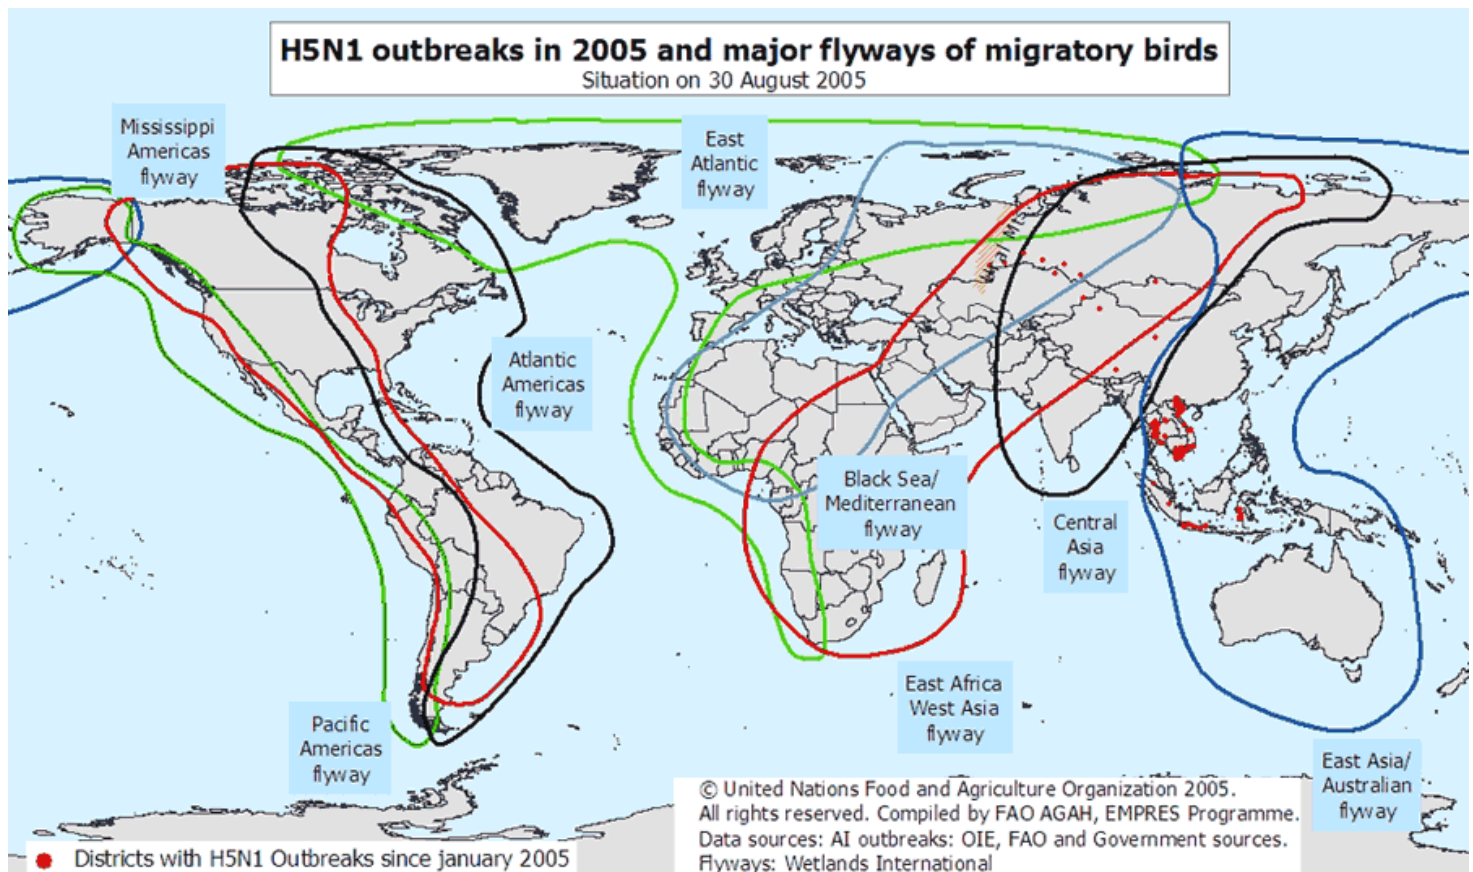 H5N1 outbreaks in 2005 and major flyways of migratory birds
Situation on 30 August 2005
Mississippi
Americas
flyway
East
Atlantic
flyway
Atlantic
Americas
flyway
Black Sea/
Mediterranean
flyway
Central
Asia
flyway
East Africa
West Asia
flyway
Pacific
Americas
flyway
East Asia/
Australian
flyway
© United Nations Food and Agriculture Organization 2005.
All rights reserved. Compiled by FAO AGAH, EMPRES Programme.
Data sources: AI outbreaks: OIE, FAO and Government sources.
Flyways: Wetlands International
Districts with H5N1 Outbreaks since january 2005